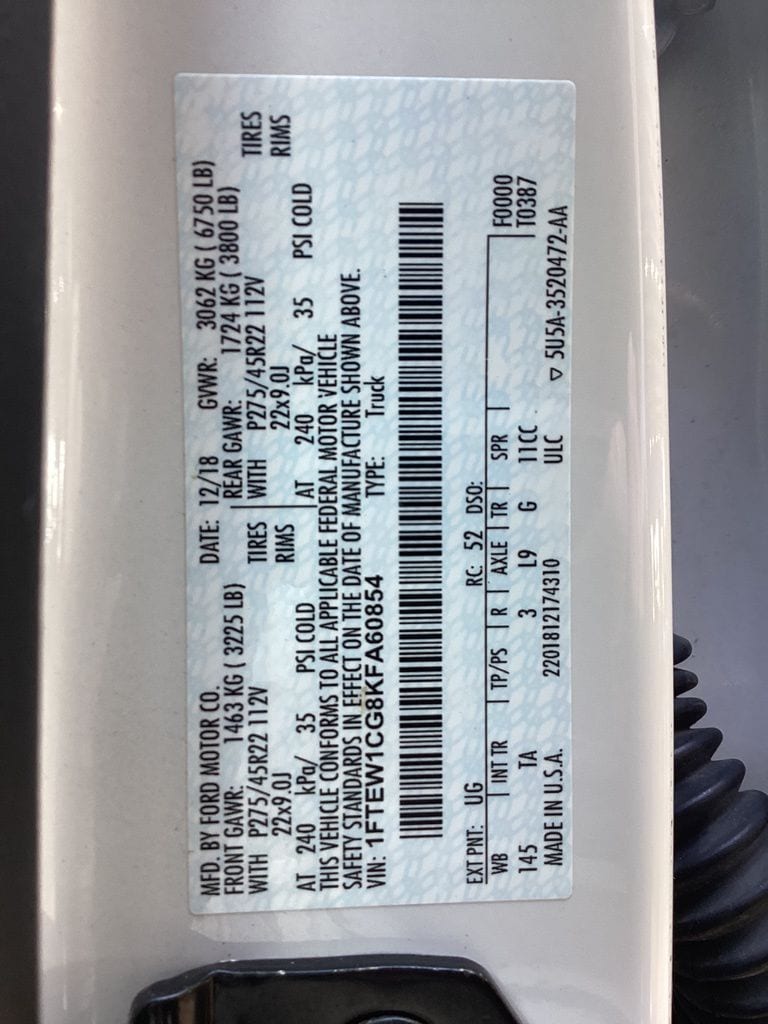 MFD. BY FORD MOTOR CO. DATE: 12/18 GVWR: 3062 KG ( 6750 LB)
FRONT GAWR: 1463 KG ( 3225 LB) REAR GAWR: 1724 KG ( 3800 LB)
WITH P275/45R22 112V TIRES WITH P275/45R22 112V TIRES
22x9.0J RIMS 22x9.0J RIMS
AT 240 kPa/ 35 PSI COLD AT 240 kPa/ 35 PSI COLD
THIS VEHICLE CONFORMS TO ALL APPLICABLE FEDERAL MOTOR VEHICLE
SAFETY STANDARDS IN EFFECT ON THE DATE OF MANUFACTURE SHOWN ABOVE.
VIN: 1FTEW1CG8KFA60854 TYPE: Truck
EXT PNT: UG RC: 52 DSO:
WB | INT TR | TP/PS | R | AXLE | TR | SPR | F0000
145 TA 3 L9 G 11CC T0387
MADE IN U.S.A. 2201812174310 ULC ▽ 5U5A-3520472-AA